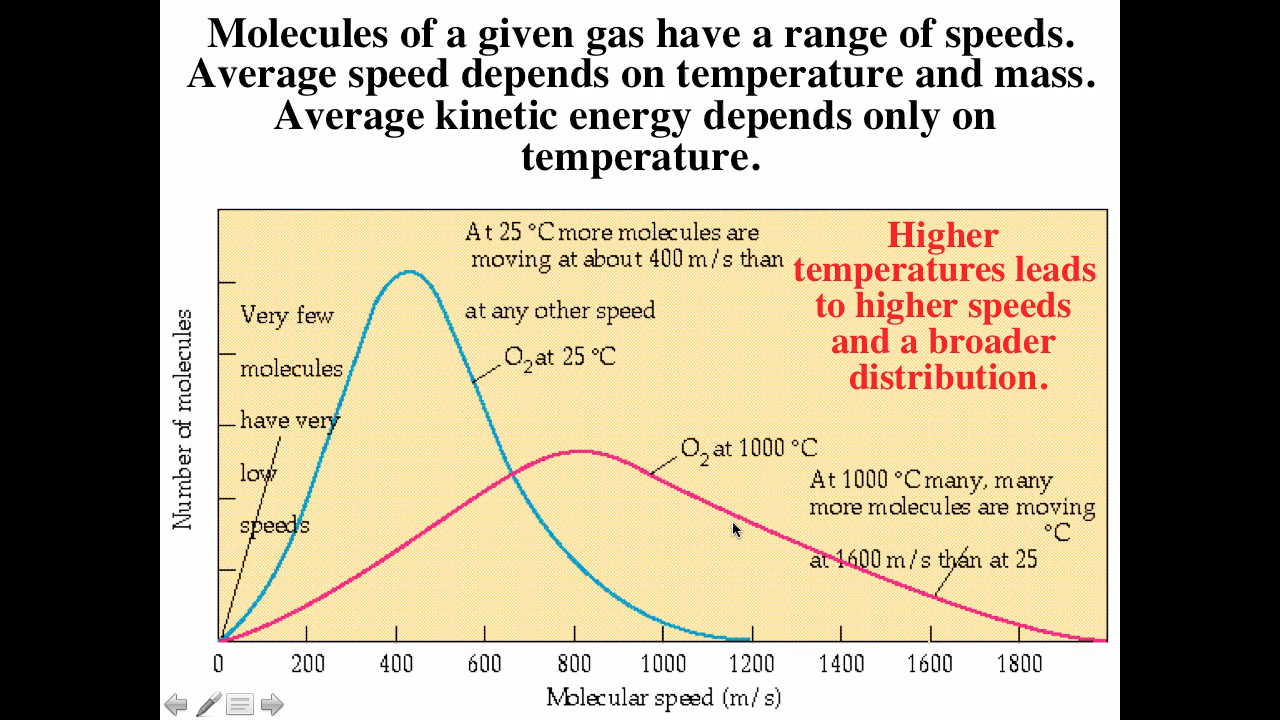 Molecules of a given gas have a range of speeds.
Average speed depends on temperature and mass.
Average kinetic energy depends only on
temperature.
At 25 °C more molecules are
moving at about 400 m/s than
at any other speed
Higher
temperatures leads
to higher speeds
and a broader
distribution.
Very few
molecules
have very
low
speeds
O2 at 25 °C
O2 at 1000 °C
At 1000 °C many, many
more molecules are moving
°C
at 1600 m/s than at 25
Number of molecules
0 200 400 600 800 1000 1200 1400 1600 1800
Molecular speed (m/s)